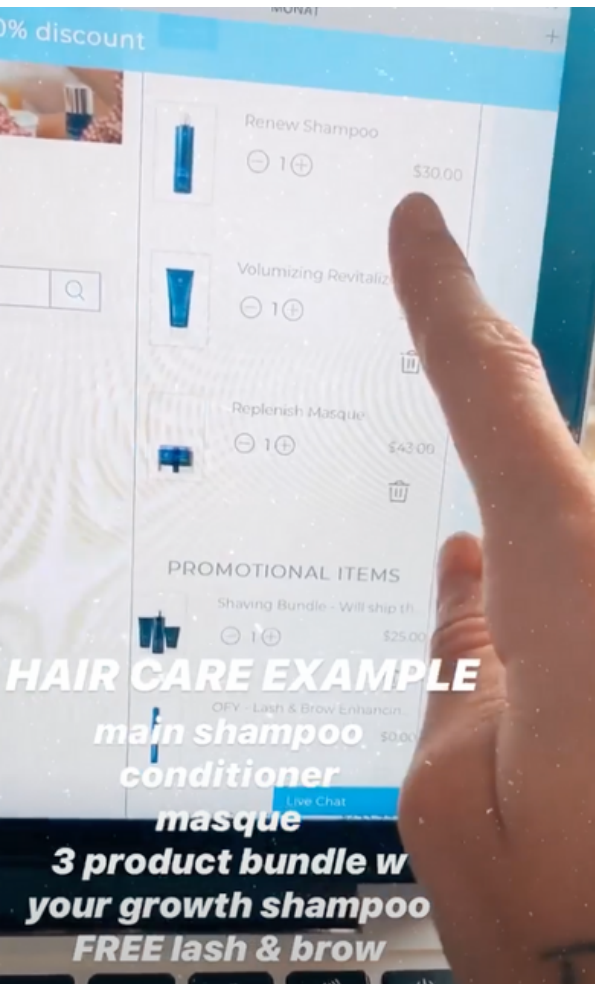 MONAT
0% discount
+
Renew Shampoo
1
$30.00
Volumizing Revitaliz
1
Replenish Masque
1
$43.00
PROMOTIONAL ITEMS
Shaving Bundle - Will ship th
1
$25.00
HAIR CARE EXAMPLE
OFY - Lash & Brow Enhancin..
main shampoo
$0.00
conditioner
Live Chat
masque
3 product bundle w
your growth shampoo
FREE lash & brow